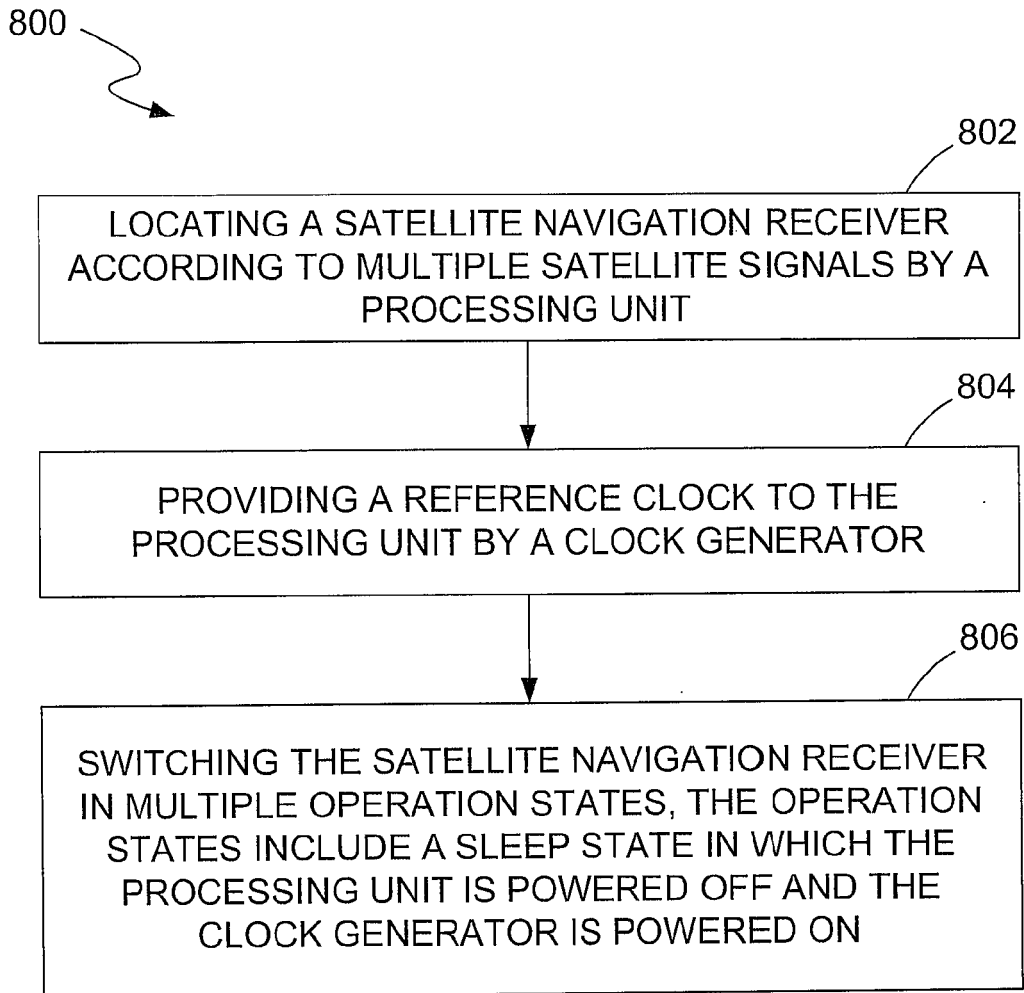 800
802
LOCATING A SATELLITE NAVIGATION RECEIVER
ACCORDING TO MULTIPLE SATELLITE SIGNALS BY A
PROCESSING UNIT
804
PROVIDING A REFERENCE CLOCK TO THE
PROCESSING UNIT BY A CLOCK GENERATOR
806
SWITCHING THE SATELLITE NAVIGATION RECEIVER
IN MULTIPLE OPERATION STATES, THE OPERATION
STATES INCLUDE A SLEEP STATE IN WHICH THE
PROCESSING UNIT IS POWERED OFF AND THE
CLOCK GENERATOR IS POWERED ON